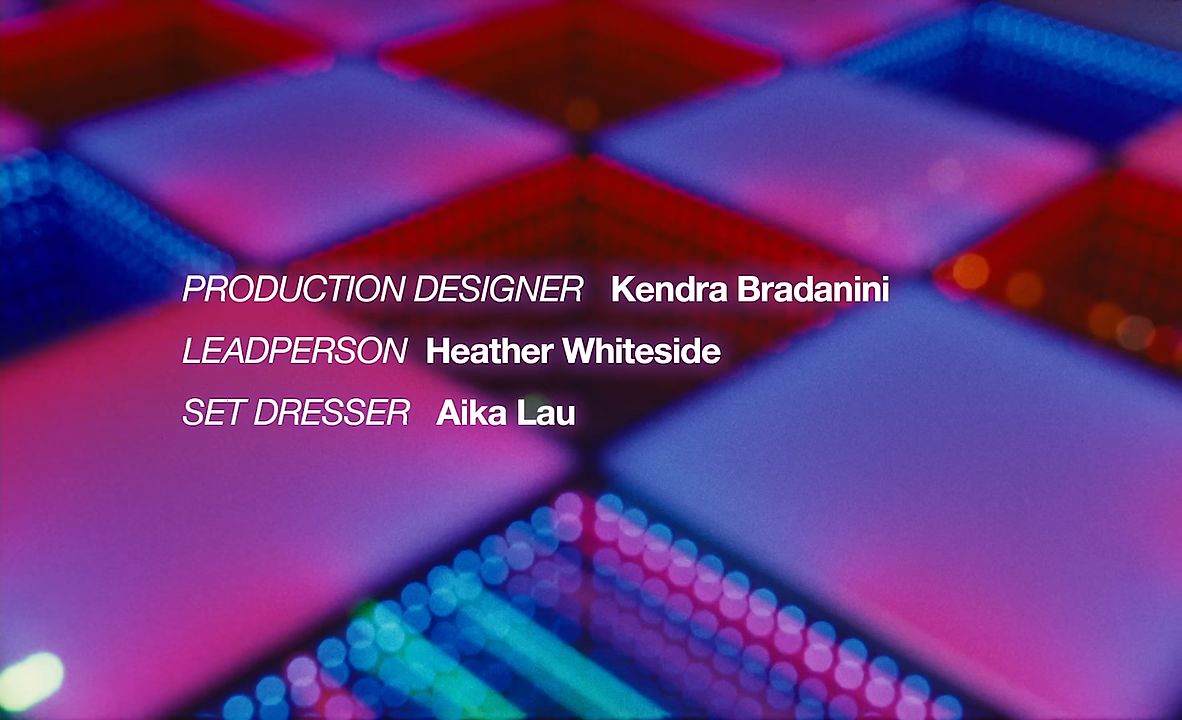 PRODUCTION DESIGNER Kendra Bradanini
LEADPERSON Heather Whiteside
SET DRESSER Aika Lau